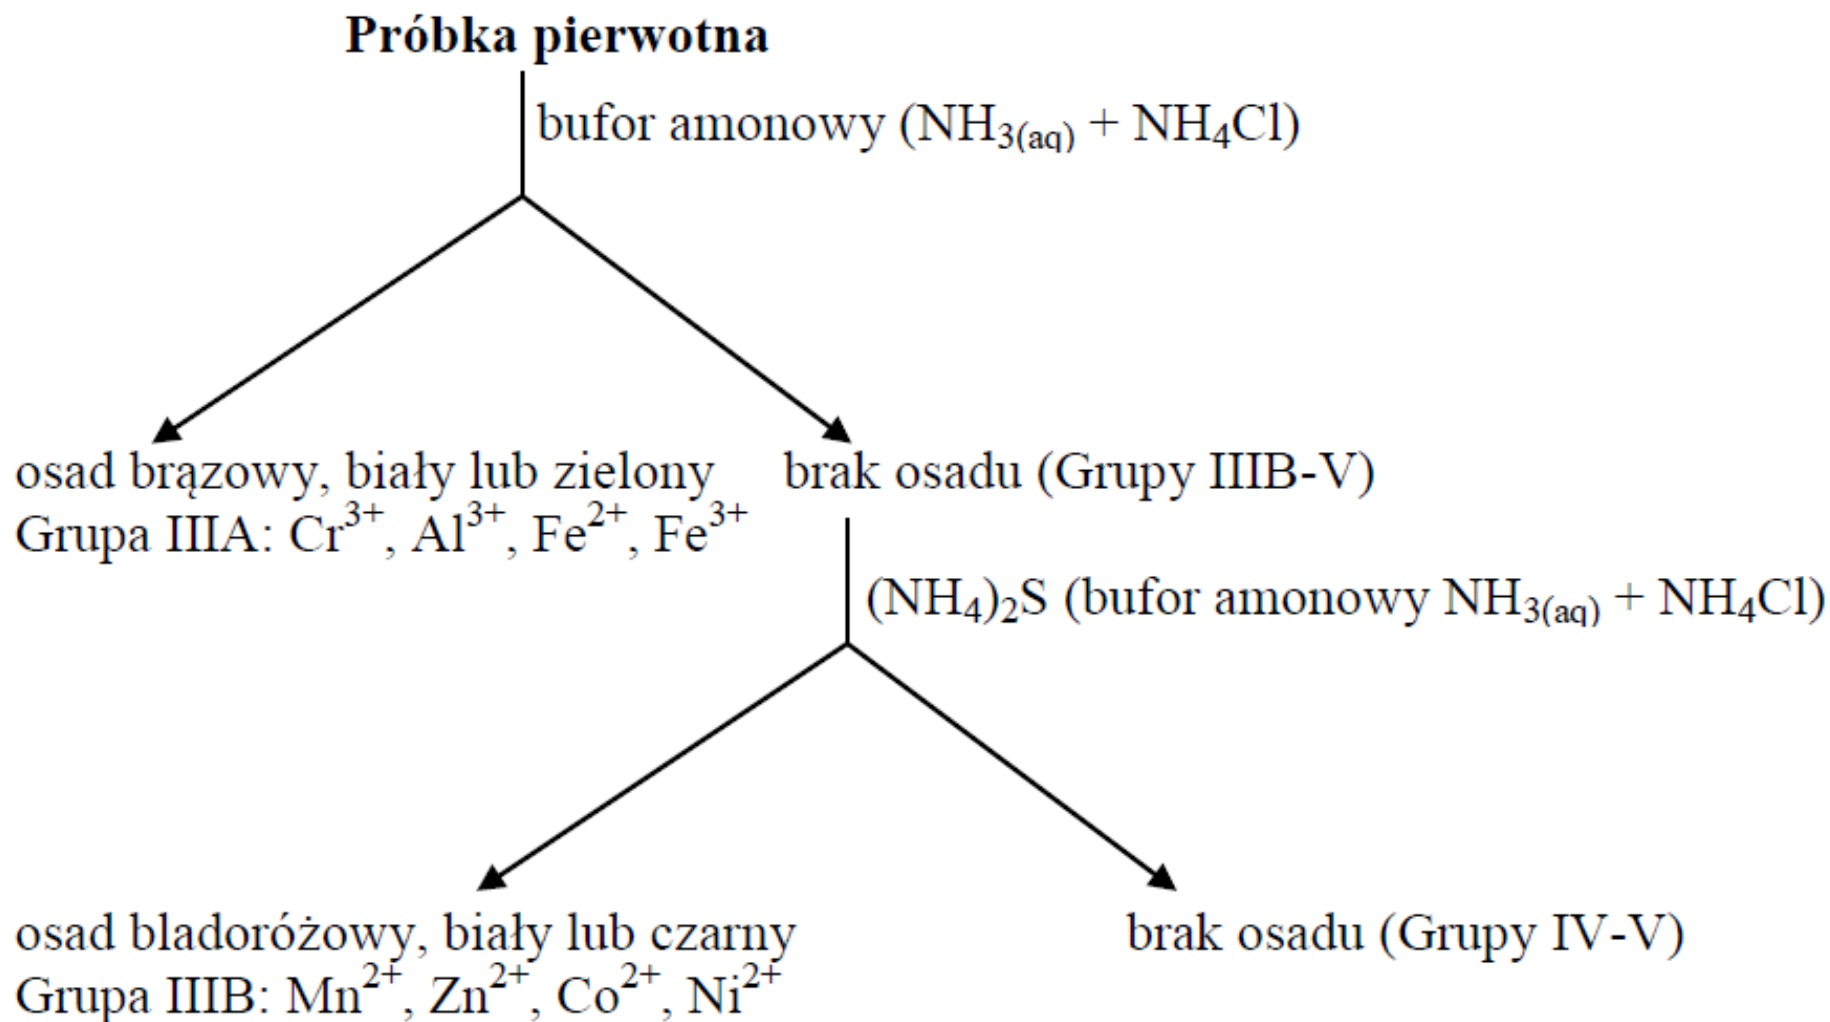 Próbka pierwotna
bufor amonowy (NH₃₍ₐq₎ + NH₄Cl)
osad brązowy, biały lub zielony
Grupa IIIA: Cr³⁺, Al³⁺, Fe²⁺, Fe³⁺
brak osadu (Grupy IIIB-V)
(NH₄)₂S (bufor amonowy NH₃₍ₐq₎ + NH₄Cl)
osad bladoróżowy, biały lub czarny
Grupa IIIB: Mn²⁺, Zn²⁺, Co²⁺, Ni²⁺
brak osadu (Grupy IV-V)